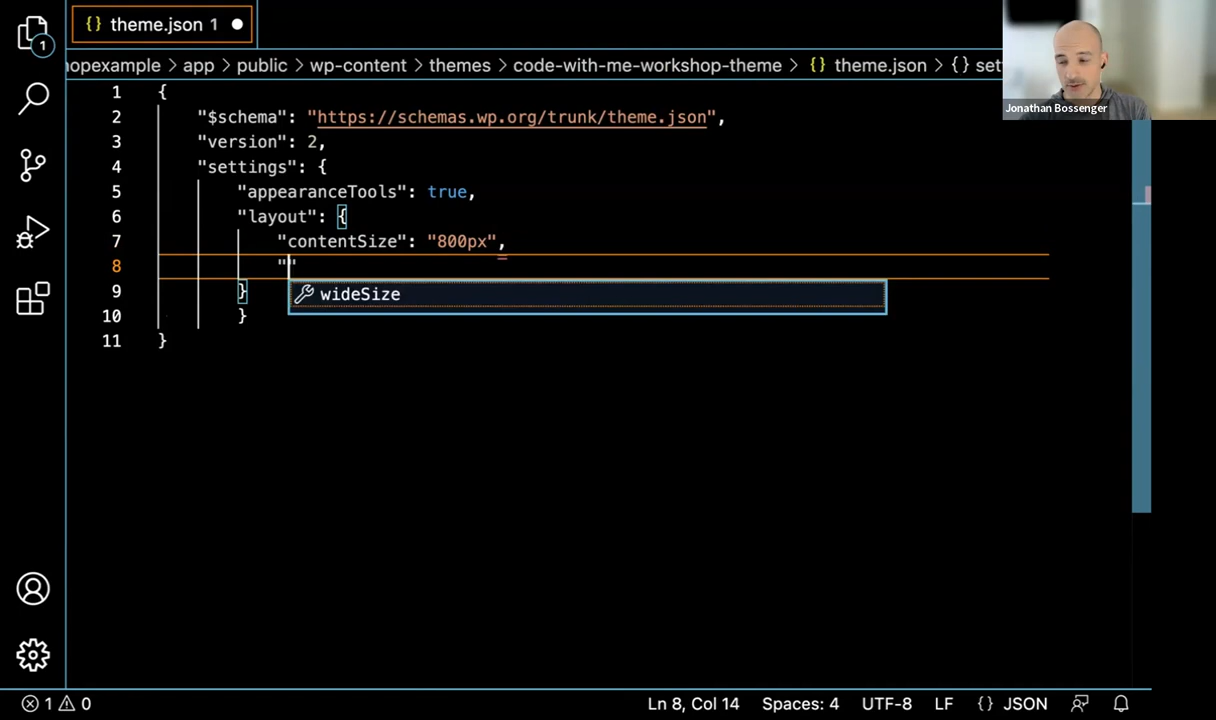 {} theme.json 1
1
hopexample > app > public > wp-content > themes > code-with-me-workshop-theme > {} theme.json > {} set
Jonathan Bossenger
1 {
2 "$schema": "https://schemas.wp.org/trunk/theme.json",
3 "version": 2,
4 "settings": {
5 "appearanceTools": true,
6 "layout": {
7 "contentSize": "800px",
8 ""
wideSize
9 }
10 }
11 }
1 0
Ln 8, Col 14 Spaces: 4 UTF-8 LF {} JSON